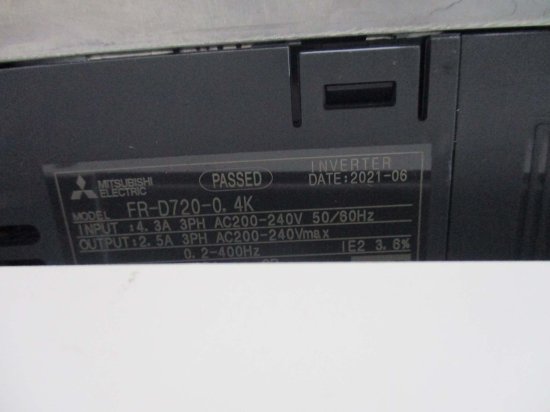 MITSUBISHI
ELECTRIC
PASSED
INVERTER
DATE:2021-06
MODEL FR-D720-0.4K
INPUT :4.3A 3PH AC200-240V 50/60Hz
OUTPUT:2.5A 3PH AC200-240Vmax
0.2-400Hz IE2 3.6%